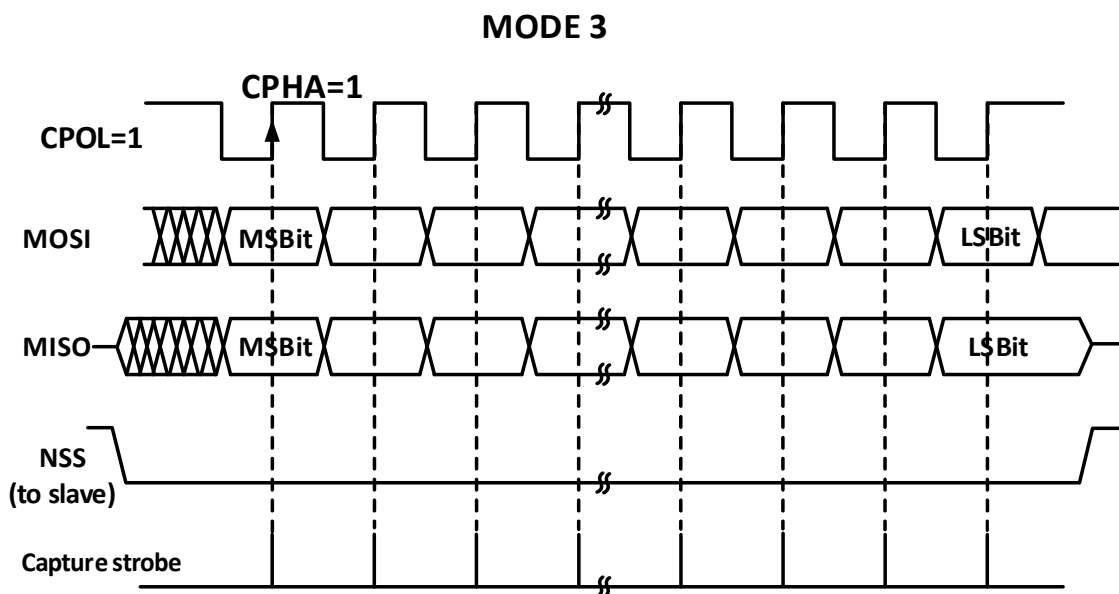 MODE 3
CPHA=1
CPOL=1
MOSI
MSBit
LSBit
MISO
MSBit
LSBit
NSS
(to slave)
Capture strobe